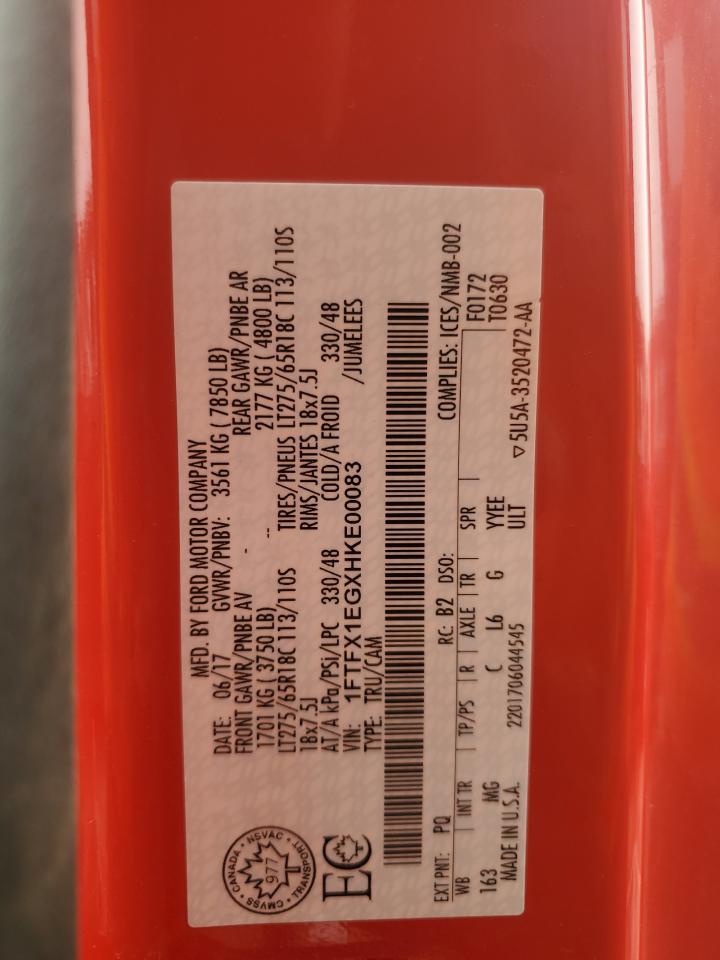 MFD. BY FORD MOTOR COMPANY
DATE: 06/17 GVWR/PNBV: 3561 KG ( 7850 LB)
FRONT GAWR/PNBE AV - REAR GAWR/PNBE AR
1701 KG ( 3750 LB) -- 2177 KG ( 4800 LB)
LT275/65R18C 113/110S TIRES/PNEUS LT275/65R18C 113/110S
18x7.5J RIMS/JANTES 18x7.5J
AT/A kPa/PSI/LPC 330/48 COLD/A FROID 330/48
VIN: 1FTFX1EGXHKE00083 /JUMELEES
TYPE: TRU/CAM
CANADA · NSVAC · TRANSPORT · CMVSS
977
EC
COMPLIES: ICES/NMB-002
EXT PNT: PQ RC: B2 DSO: F0172
WB INT TR TP/PS R AXLE TR SPR T0630
163 MG C L6 G YYEE
MADE IN U.S.A. 2201706044545 ULT
▽5U5A-3520472-AA